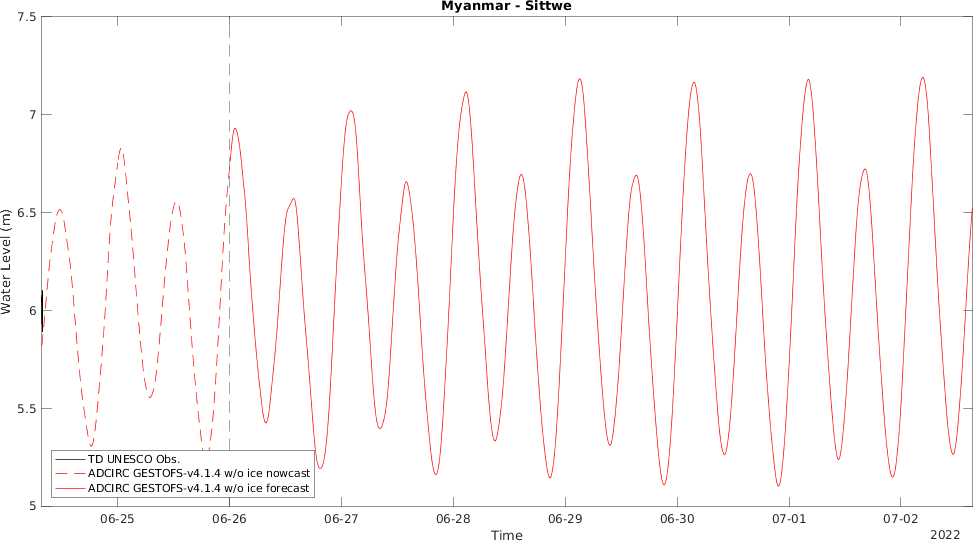 Myanmar - Sittwe
7.5
7
6.5
6
5.5
5
Water Level (m)
TD UNESCO Obs.
ADCIRC GESTOFS-v4.1.4 w/o ice nowcast
ADCIRC GESTOFS-v4.1.4 w/o ice forecast
06-25 06-26 06-27 06-28 06-29 06-30 07-01 07-02
Time
2022